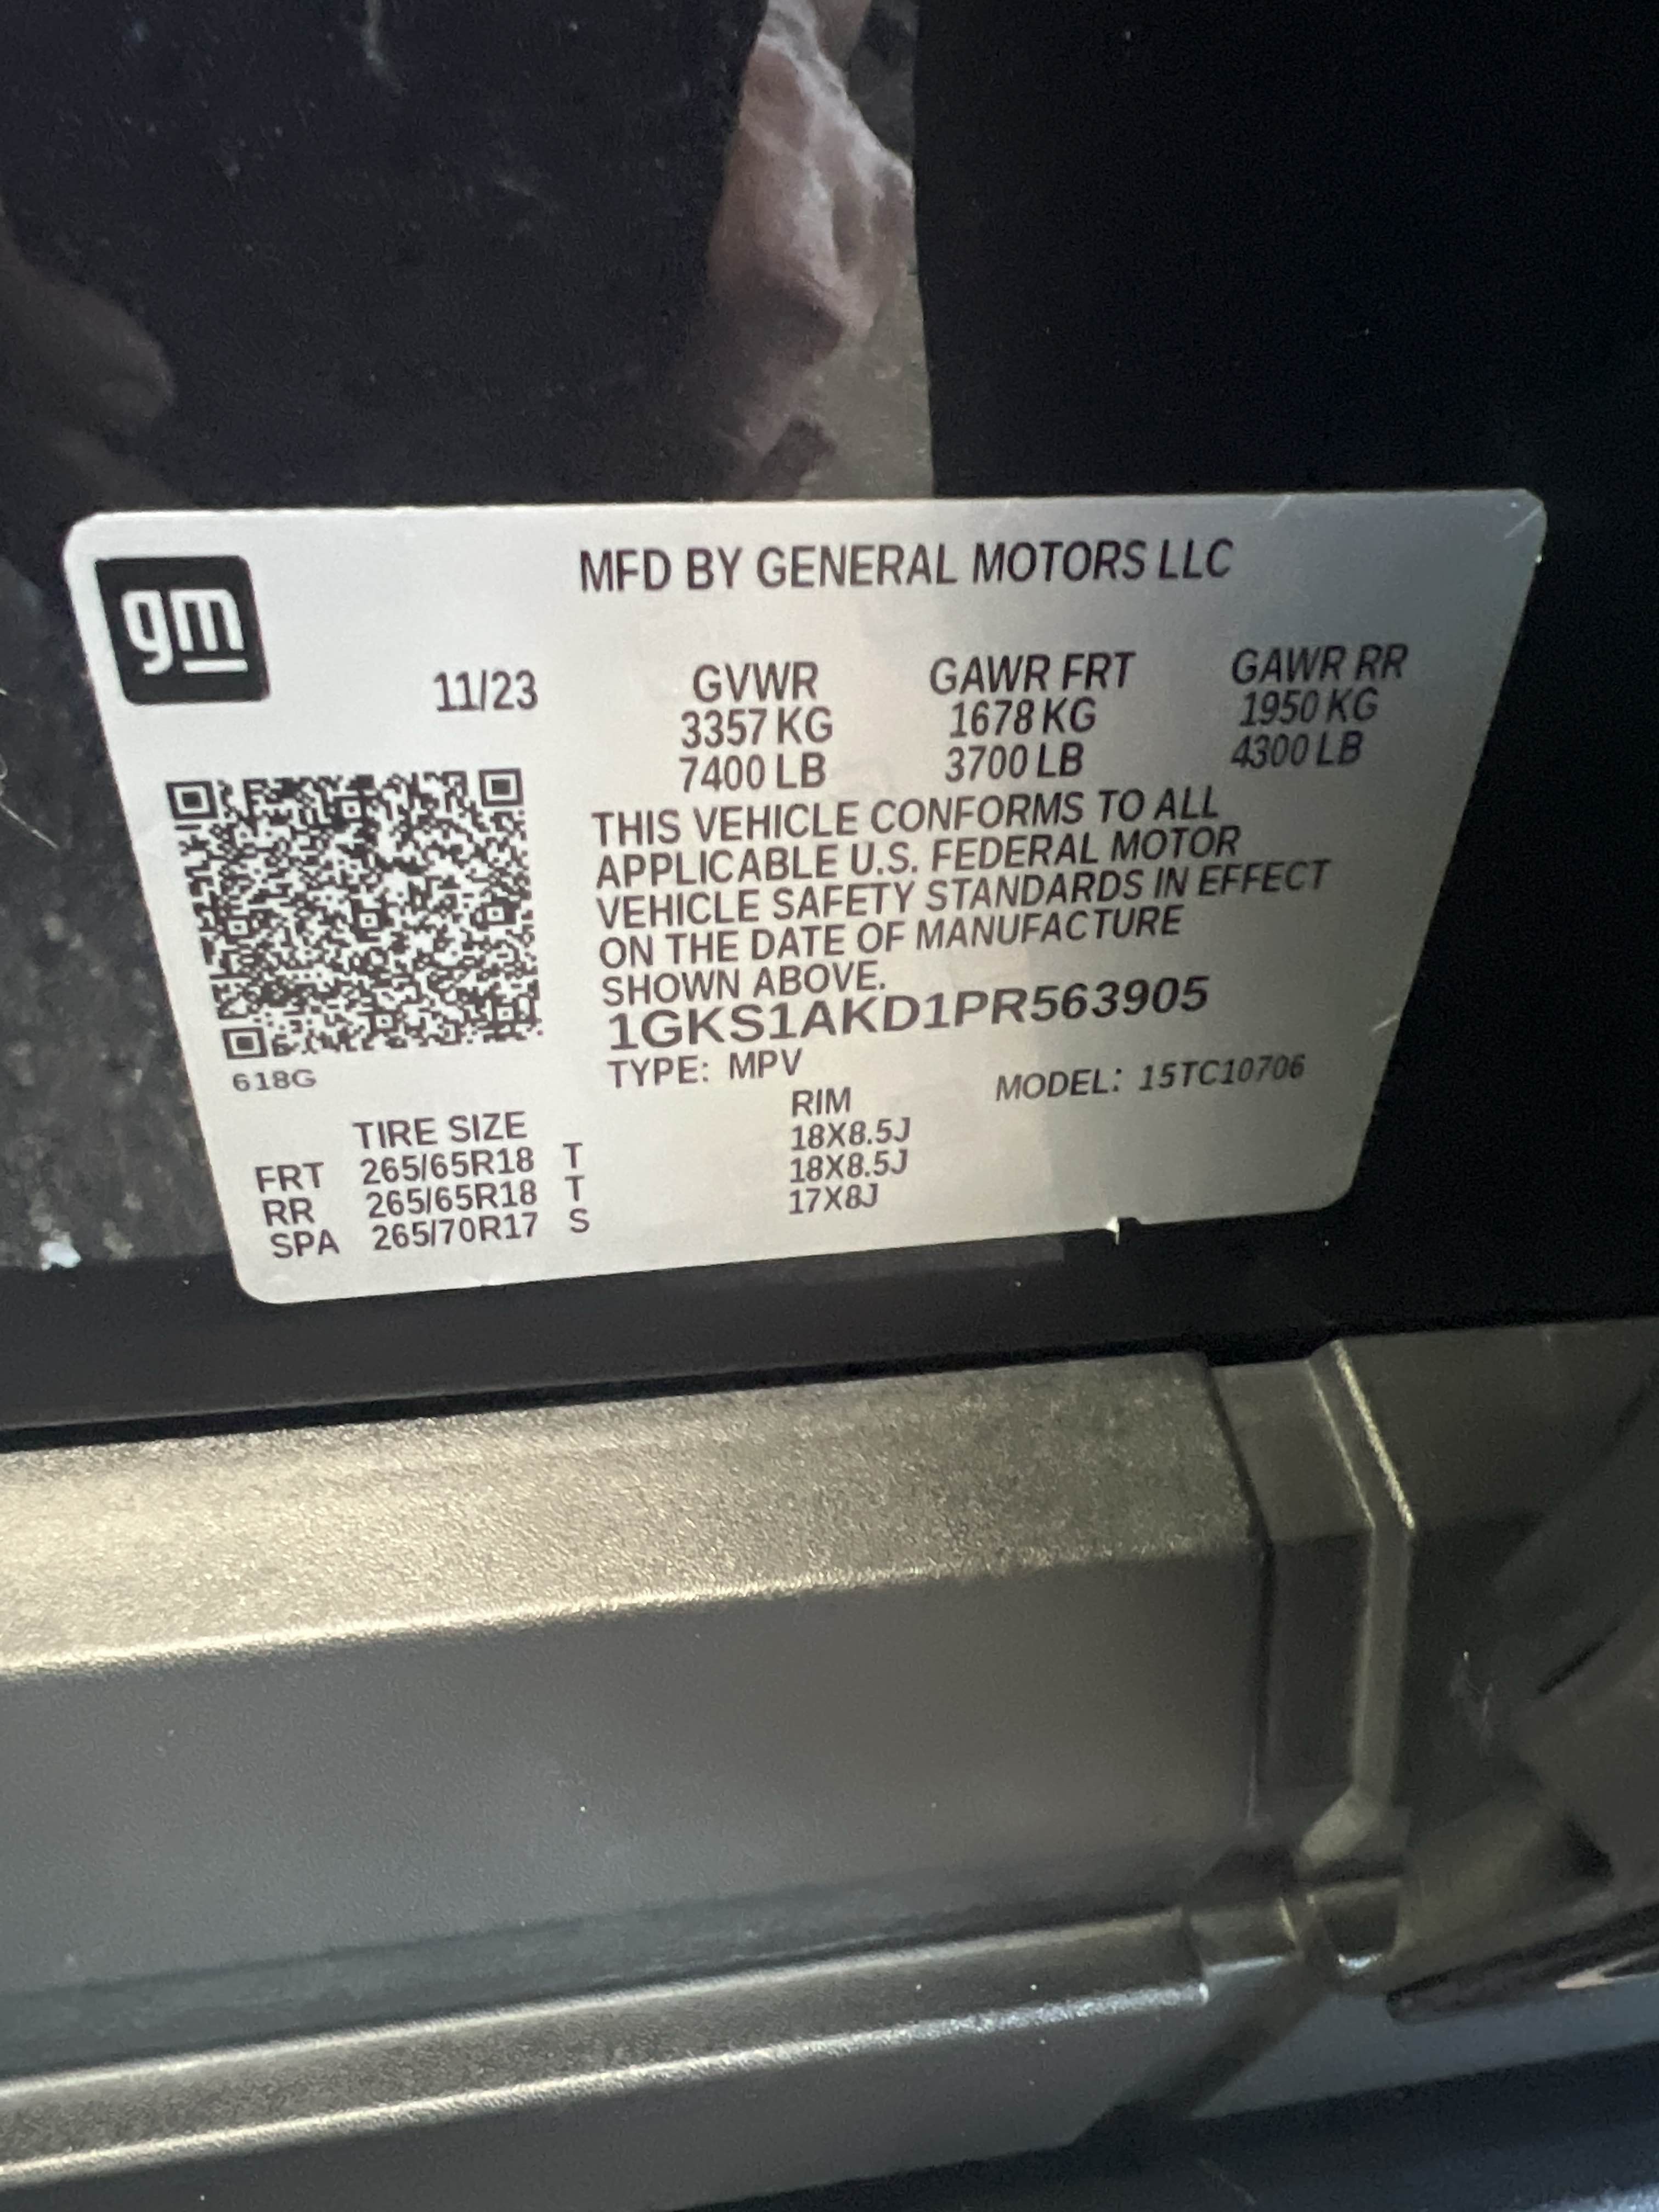 gm
MFD BY GENERAL MOTORS LLC
11/23 GVWR GAWR FRT GAWR RR
3357 KG 1678 KG 1950 KG
7400 LB 3700 LB 4300 LB
THIS VEHICLE CONFORMS TO ALL
APPLICABLE U.S. FEDERAL MOTOR
VEHICLE SAFETY STANDARDS IN EFFECT
ON THE DATE OF MANUFACTURE
SHOWN ABOVE.
1GKS1AKD1PR563905
618G
TYPE: MPV MODEL: 15TC10706
TIRE SIZE RIM
FRT 265/65R18 T 18X8.5J
RR 265/65R18 T 18X8.5J
SPA 265/70R17 S 17X8J